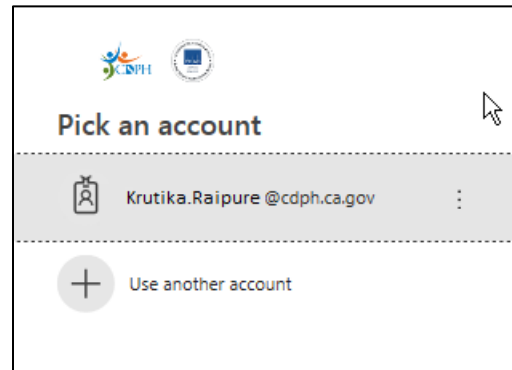 CDPH
Pick an account
Krutika.Raipure @cdph.ca.gov
Use another account